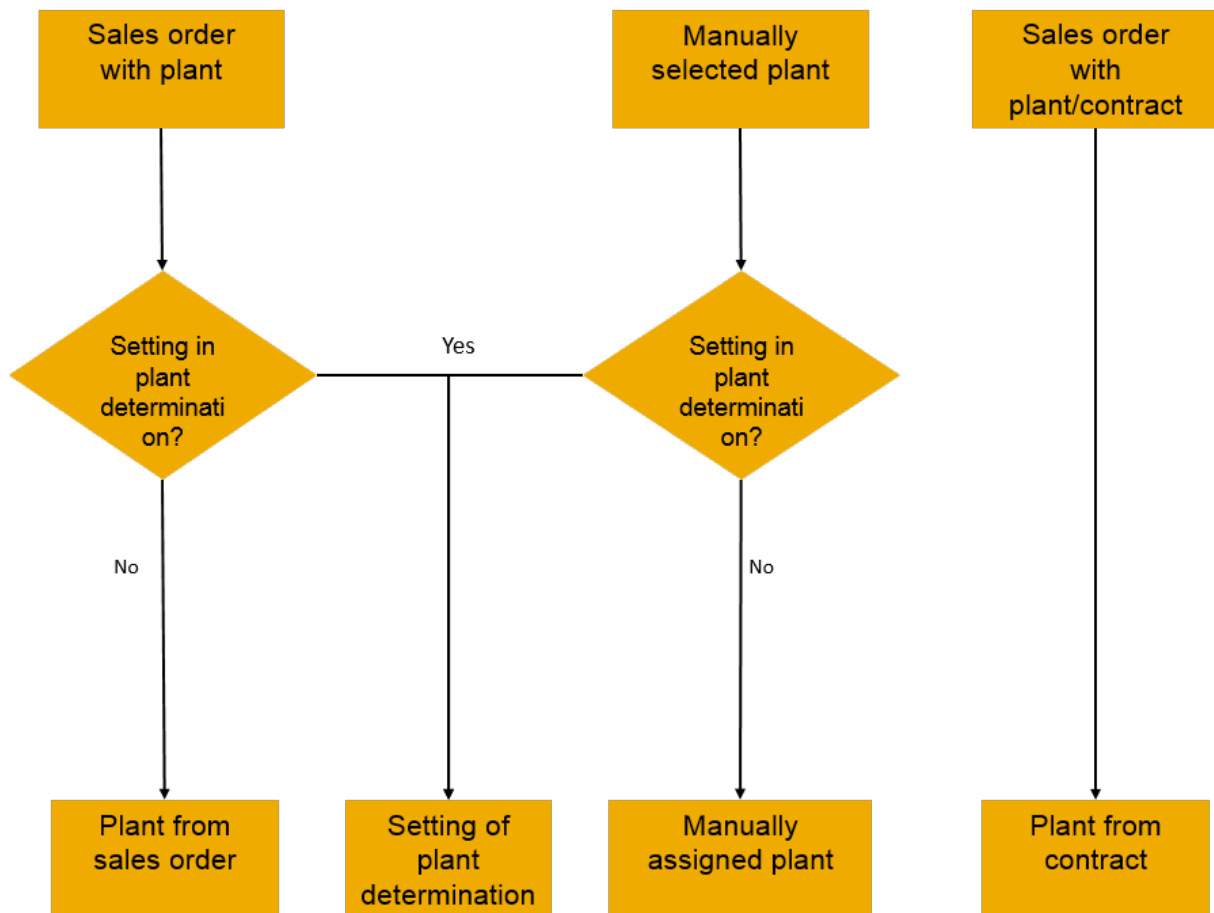 Sales order
with plant
Manually
selected plant
Sales order
with
plant/contract
Setting in
plant
determinati
on?
Yes
Setting in
plant
determinati
on?
No
No
Plant from
sales order
Setting of
plant
determination
Manually
assigned plant
Plant from
contract